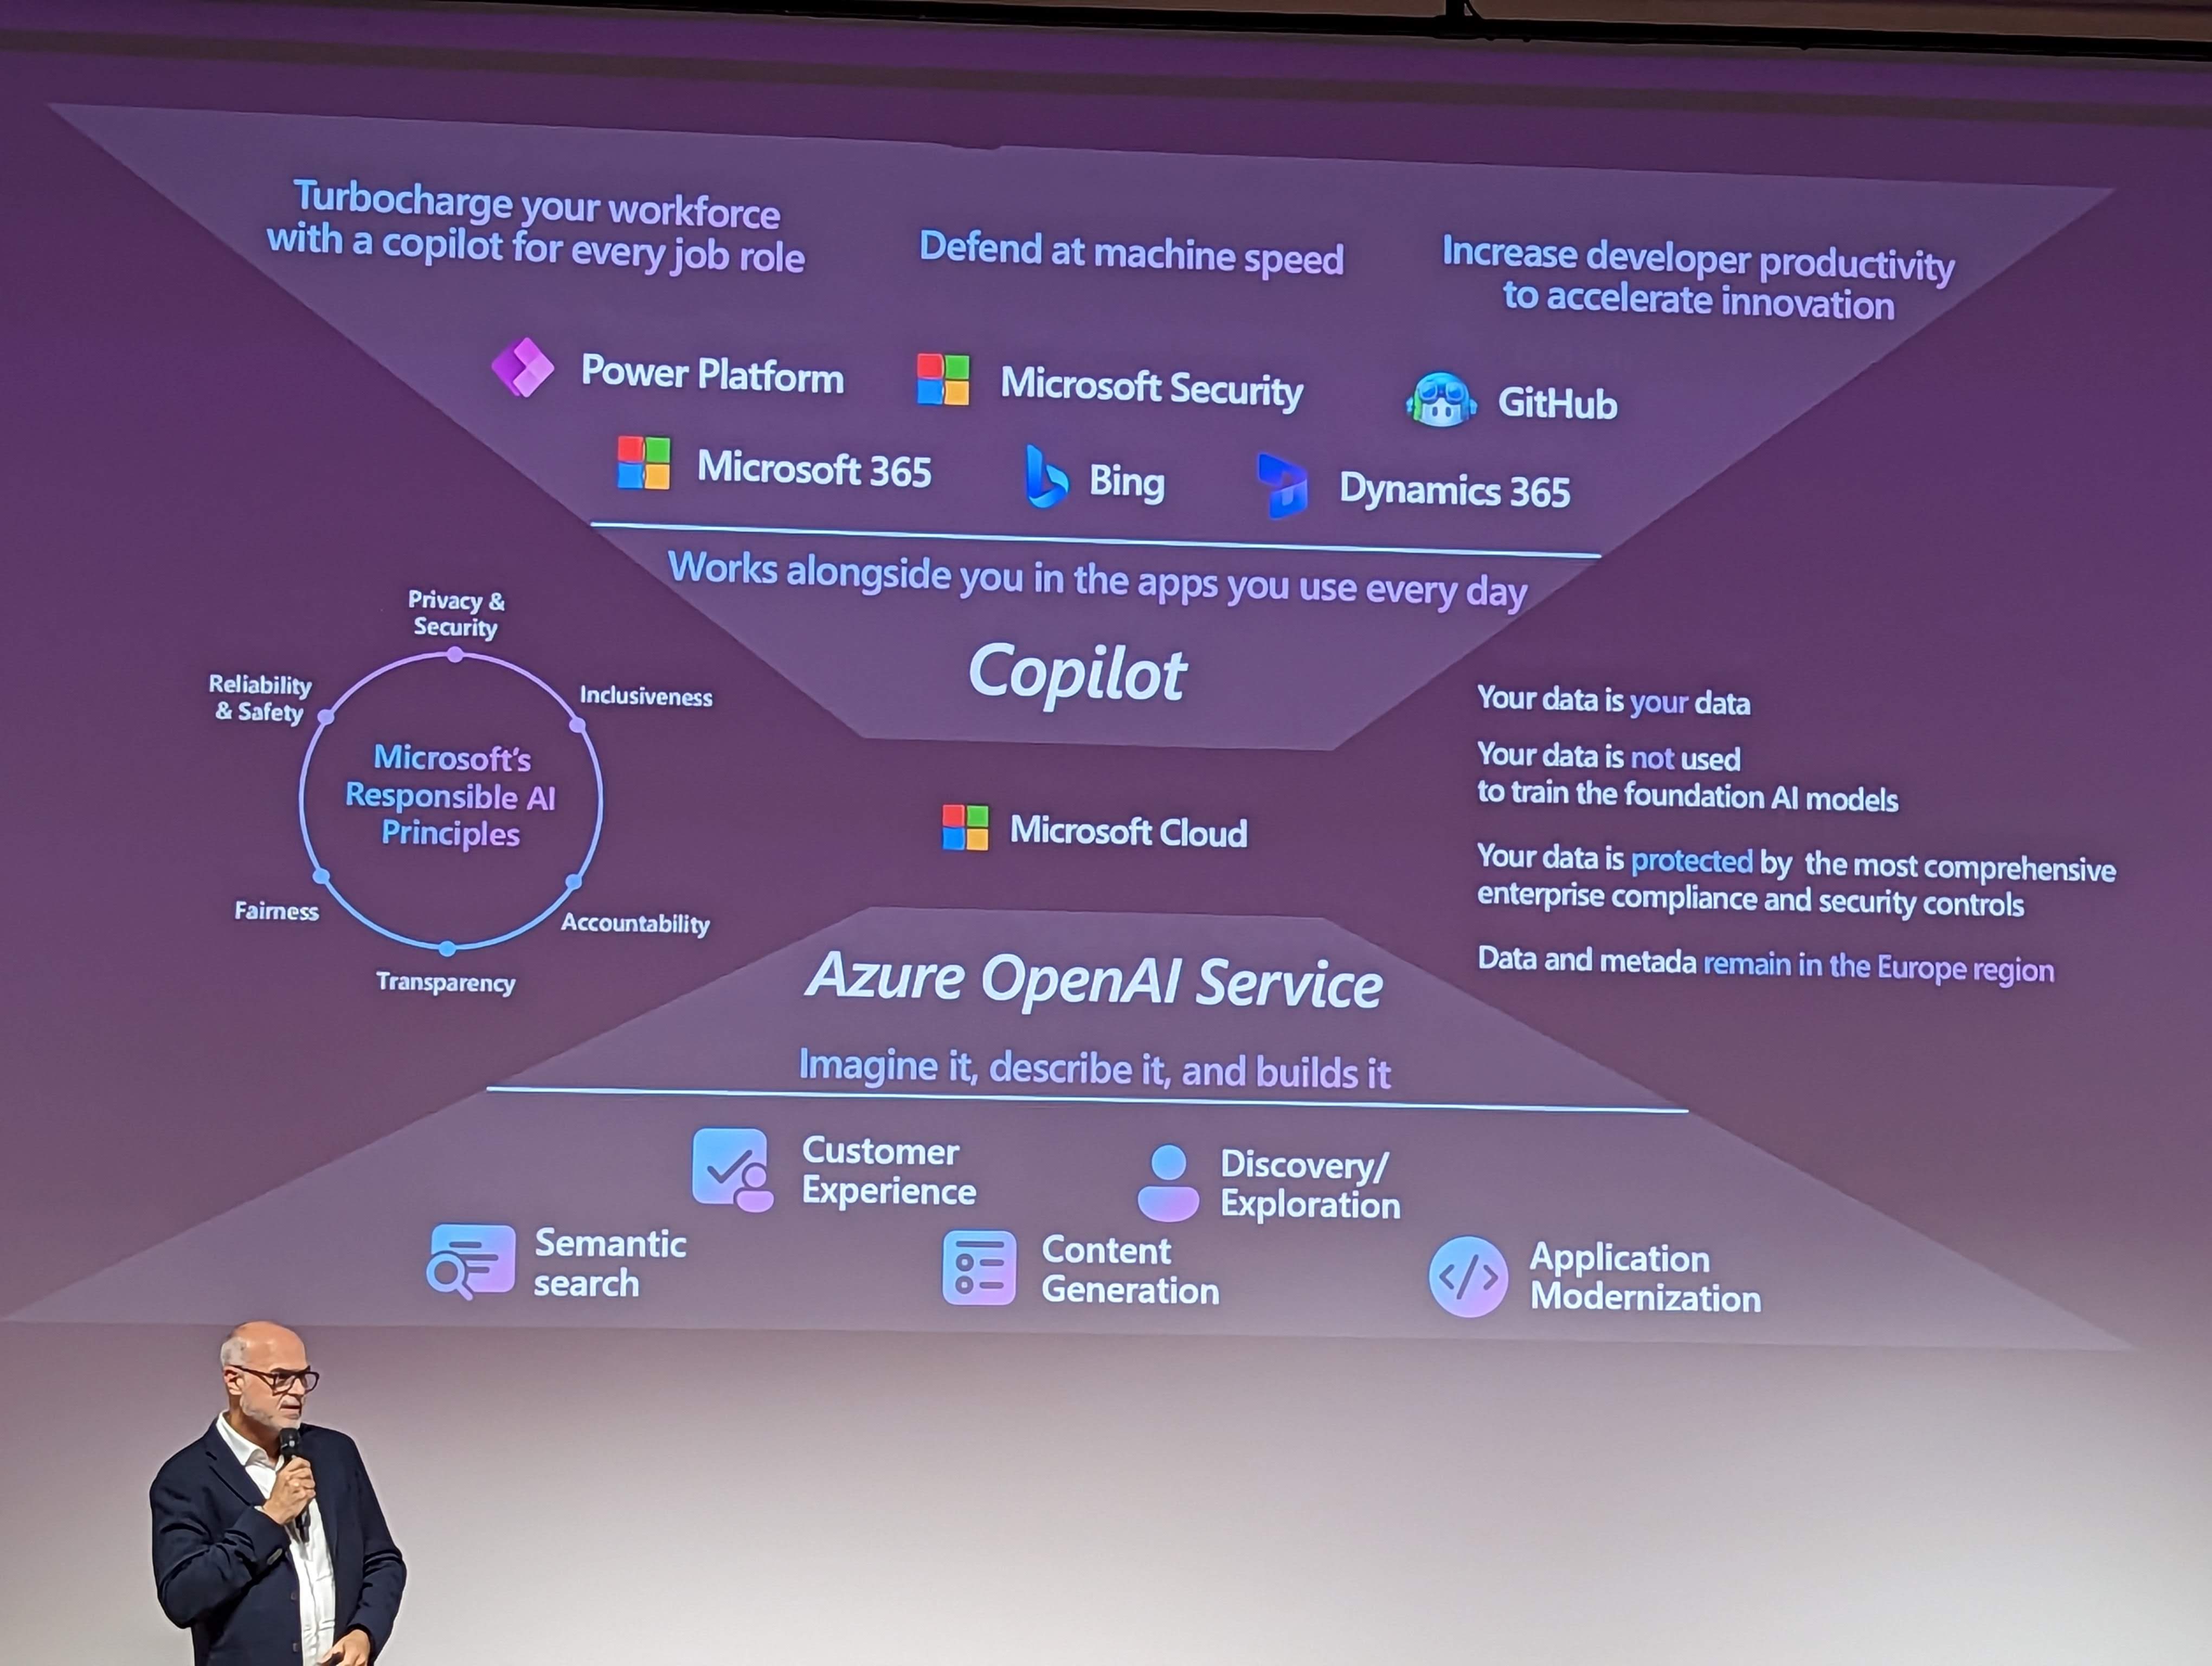 Turbocharge your workforce
with a copilot for every job role
Defend at machine speed
Increase developer productivity
to accelerate innovation
Power Platform
Microsoft Security
GitHub
Microsoft 365
Bing
Dynamics 365
Works alongside you in the apps you use every day
Copilot
Privacy &
Security
Reliability
& Safety
Inclusiveness
Microsoft's
Responsible AI
Principles
Fairness
Accountability
Transparency
Microsoft Cloud
Your data is your data
Your data is not used
to train the foundation AI models
Your data is protected by the most comprehensive
enterprise compliance and security controls
Data and metada remain in the Europe region
Azure OpenAI Service
Imagine it, describe it, and builds it
Customer
Experience
Discovery/
Exploration
Semantic
search
Content
Generation
Application
Modernization